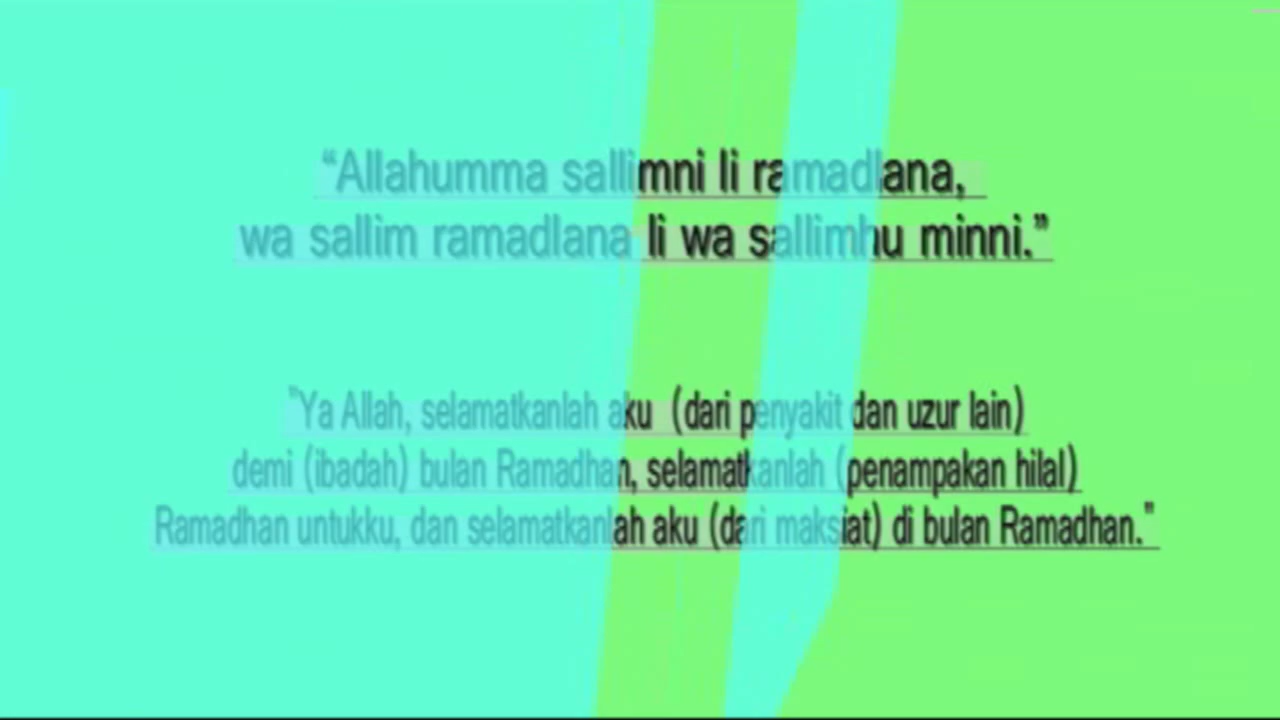 “Allahumma sallimni li ramadlana,
wa sallim ramadlana li wa sallimhu minni.”
"Ya Allah, selamatkanlah aku (dari penyakit dan uzur lain)
demi (ibadah) bulan Ramadhan, selamatkanlah (penampakan hilal)
Ramadhan untukku, dan selamatkanlah aku (dari maksiat) di bulan Ramadhan."